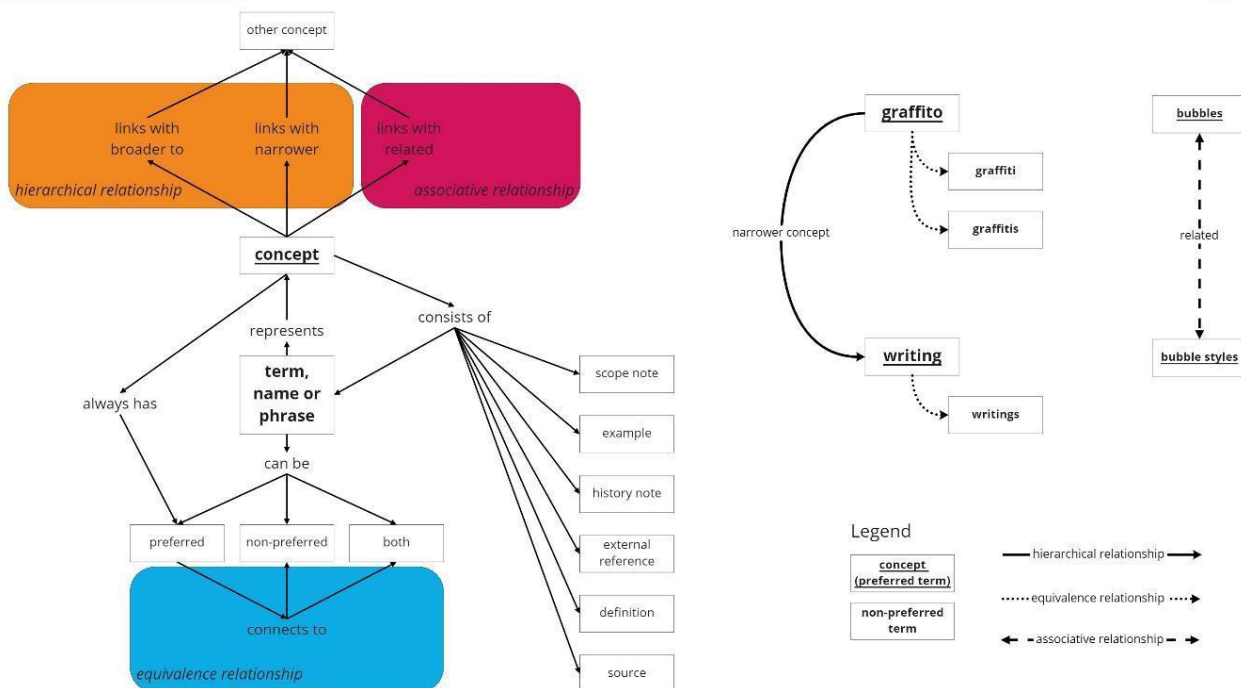 other concept
links with
broader to
links with
narrower
links with
related
hierarchical relationship
associative relationship
concept
represents
consists of
term,
name or
phrase
always has
can be
preferred
non-preferred
both
connects to
equivalence relationship
scope note
example
history note
external
reference
definition
source
graffito
graffiti
graffitis
narrower concept
writing
writings
bubbles
related
bubble styles
Legend
concept
(preferred term)
non-preferred
term
hierarchical relationship
equivalence relationship
associative relationship